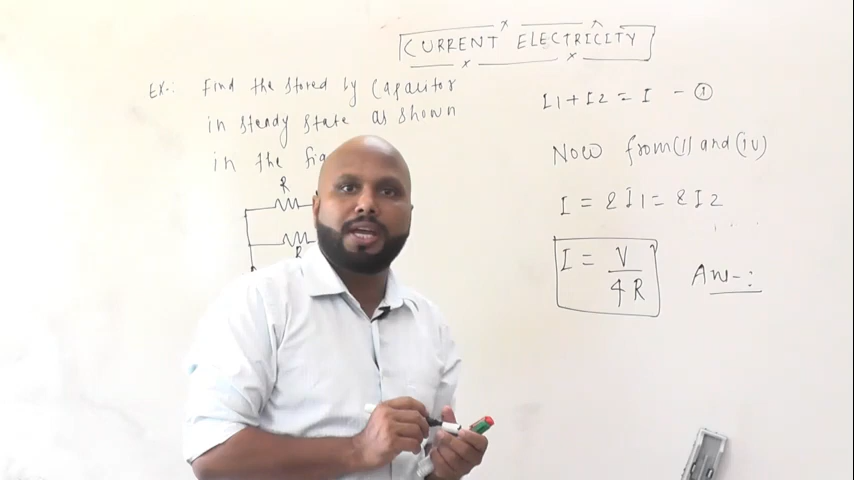 CURRENT ELECTRICITY
Ex.: Find the stored by Capacitor
in steady state as shown
in the fig
R
R
I1 + I2 = I - ①
Now from (i) and (iv)
I = 2I1 = 2I2
I = V/4R
Ans-: